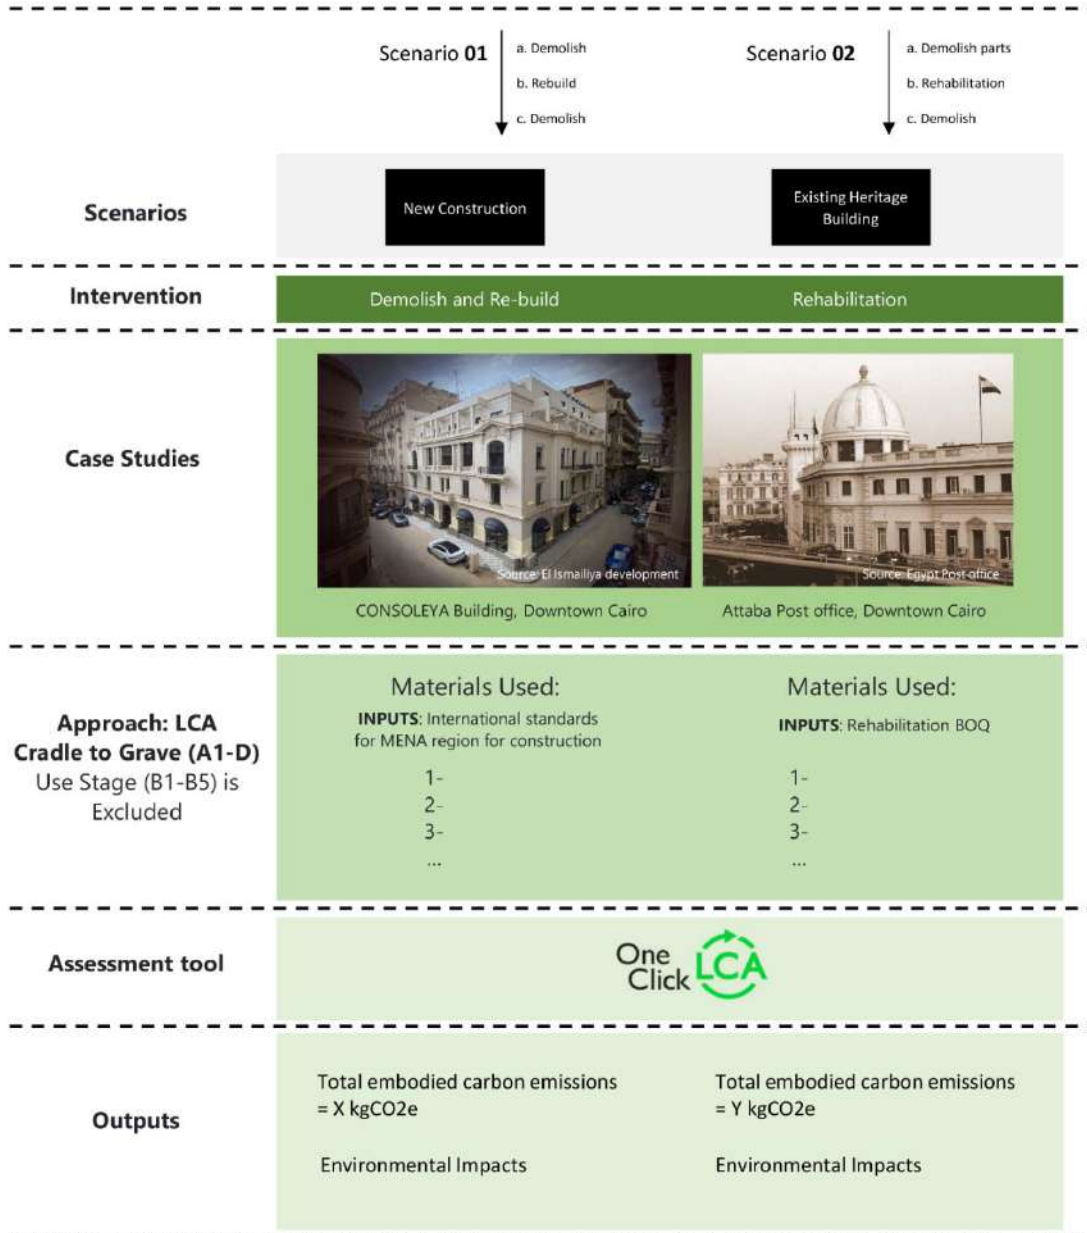 Scenario 01
a. Demolish
b. Rebuild
c. Demolish
Scenario 02
a. Demolish parts
b. Rehabilitation
c. Demolish
Scenarios
New Construction
Existing Heritage
Building
Intervention
Demolish and Re-build
Rehabilitation
Case Studies
Source: El Ismailiya development
Source: Egypt Post office
CONSOLEYA Building, Downtown Cairo
Attaba Post office, Downtown Cairo
Approach: LCA
Cradle to Grave (A1-D)
Use Stage (B1-B5) is
Excluded
Materials Used:
INPUTS: International standards
for MENA region for construction
1-
2-
3-
...
Materials Used:
INPUTS: Rehabilitation BOQ
1-
2-
3-
...
Assessment tool
One
Click
LCA
Outputs
Total embodied carbon emissions
= X kgCO2e
Environmental Impacts
Total embodied carbon emissions
= Y kgCO2e
Environmental Impacts